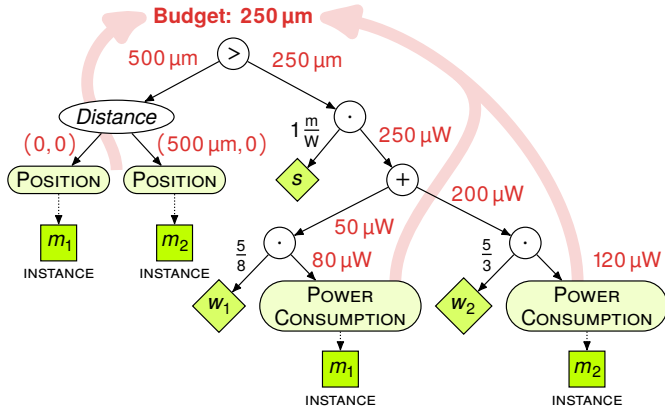 Budget: 250 µm
500 µm
>
250 µm
Distance
1 m/W
·
250 µW
(0,0)
(500 µm,0)
POSITION
POSITION
s
+
200 µW
50 µW
m1
m2
INSTANCE
INSTANCE
5/8
·
80 µW
5/3
·
120 µW
w1
POWER
CONSUMPTION
w2
POWER
CONSUMPTION
m1
m2
INSTANCE
INSTANCE